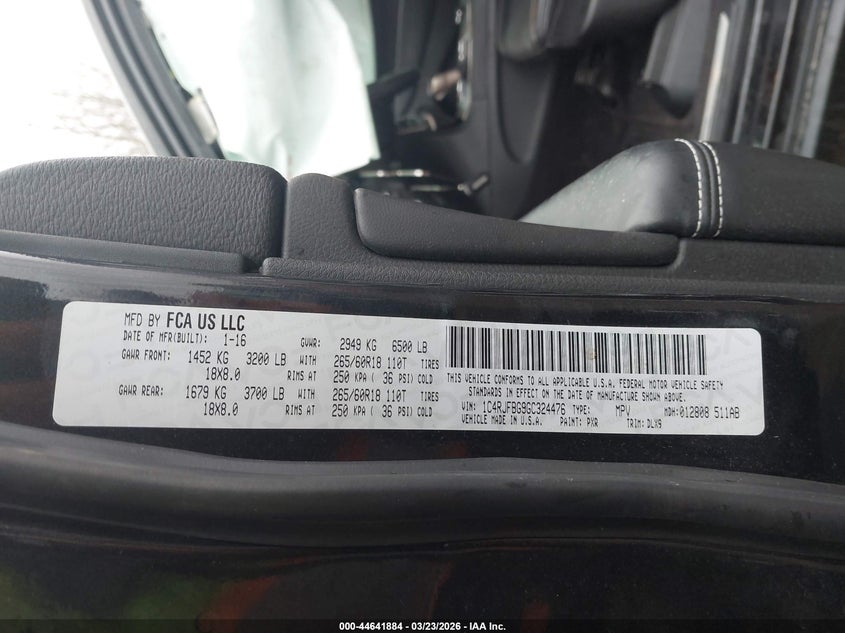 MFD BY FCA US LLC
DATE OF MFR(BUILT): 1-16 GVWR: 2949 KG 6500 LB
GAWR FRONT: 1452 KG 3200 LB WITH 265/60R18 110T TIRES
18X8.0 RIMS AT 250 KPA ( 36 PSI) COLD
GAWR REAR: 1679 KG 3700 LB WITH 265/60R18 110T TIRES
18X8.0 RIMS AT 250 KPA ( 36 PSI) COLD
THIS VEHICLE CONFORMS TO ALL APPLICABLE U.S.A. FEDERAL MOTOR VEHICLE SAFETY
STANDARDS IN EFFECT ON THE DATE OF MANUFACTURE SHOWN ABOVE.
VIN: 1C4RJFBG9GC324476 TYPE: MPV MDH: 012808 511AB
VEHICLE MADE IN U.S.A. PAINT: PXR TRIM: DLX9
000-44641884 | 03/23/2026 - IAA Inc.